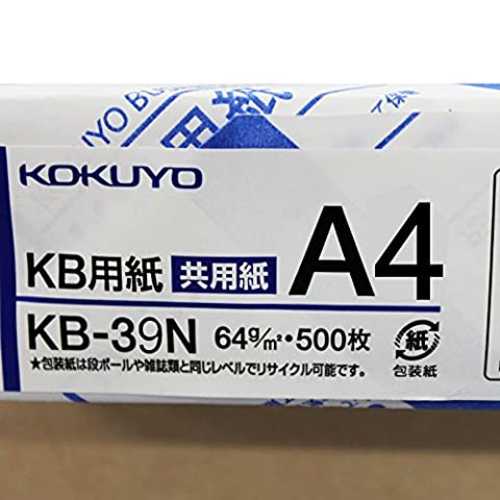 KOKUYO
KB用紙 共用紙 A4
KB-39N 64g/m²・500枚
紙
包装紙
★包装紙は段ボールや雑誌類と同じレベルでリサイクル可能です。